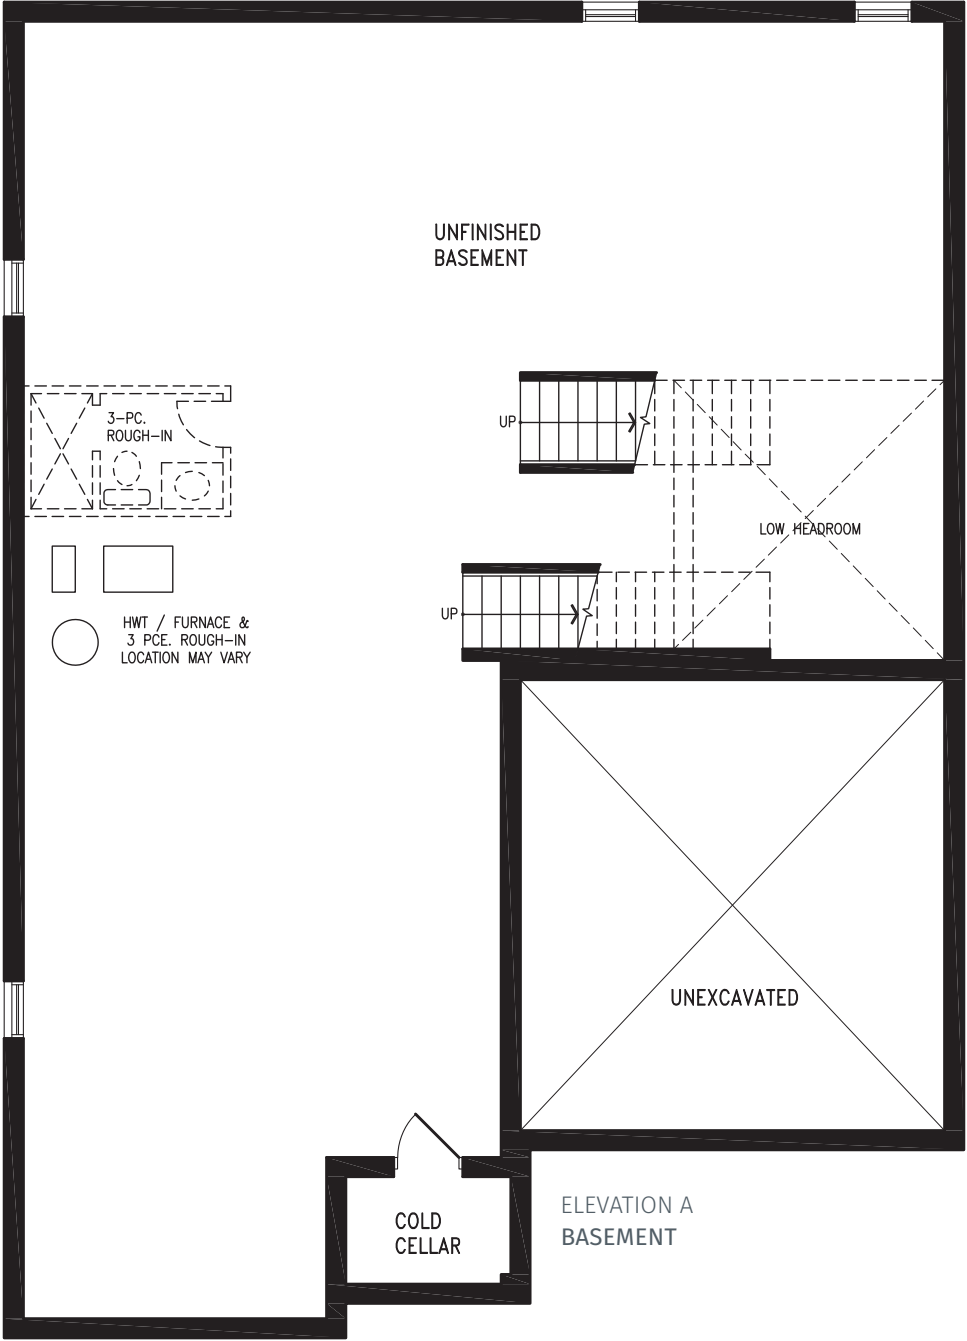 UNFINISHED
BASEMENT
3-PC.
ROUGH-IN
UP
LOW HEADROOM
UP
HWT / FURNACE &
3 PCE. ROUGH-IN
LOCATION MAY VARY
UNEXCAVATED
COLD
CELLAR
ELEVATION A
BASEMENT